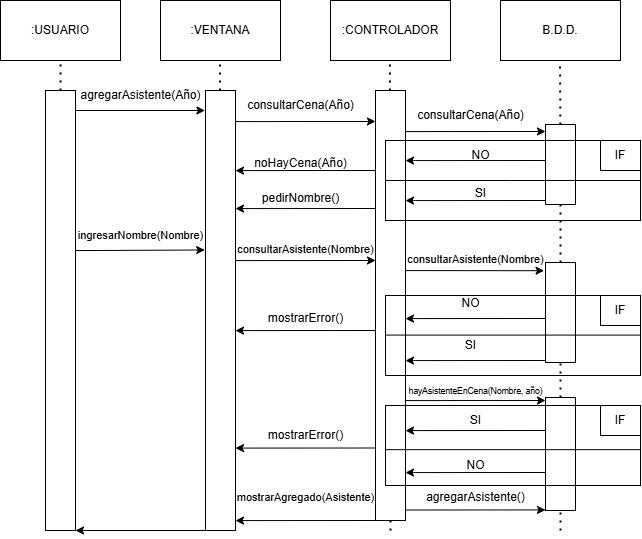 :USUARIO
:VENTANA
:CONTROLADOR
B.D.D.
agregarAsistente(Año)
consultarCena(Año)
consultarCena(Año)
IF
NO
noHayCena(Año)
SI
pedirNombre()
ingresarNombre(Nombre)
consultarAsistente(Nombre)
consultarAsistente(Nombre)
NO
IF
mostrarError()
SI
hayAsistenteEnCena(Nombre, año)
SI
IF
mostrarError()
NO
mostrarAgregado(Asistente)
agregarAsistente()